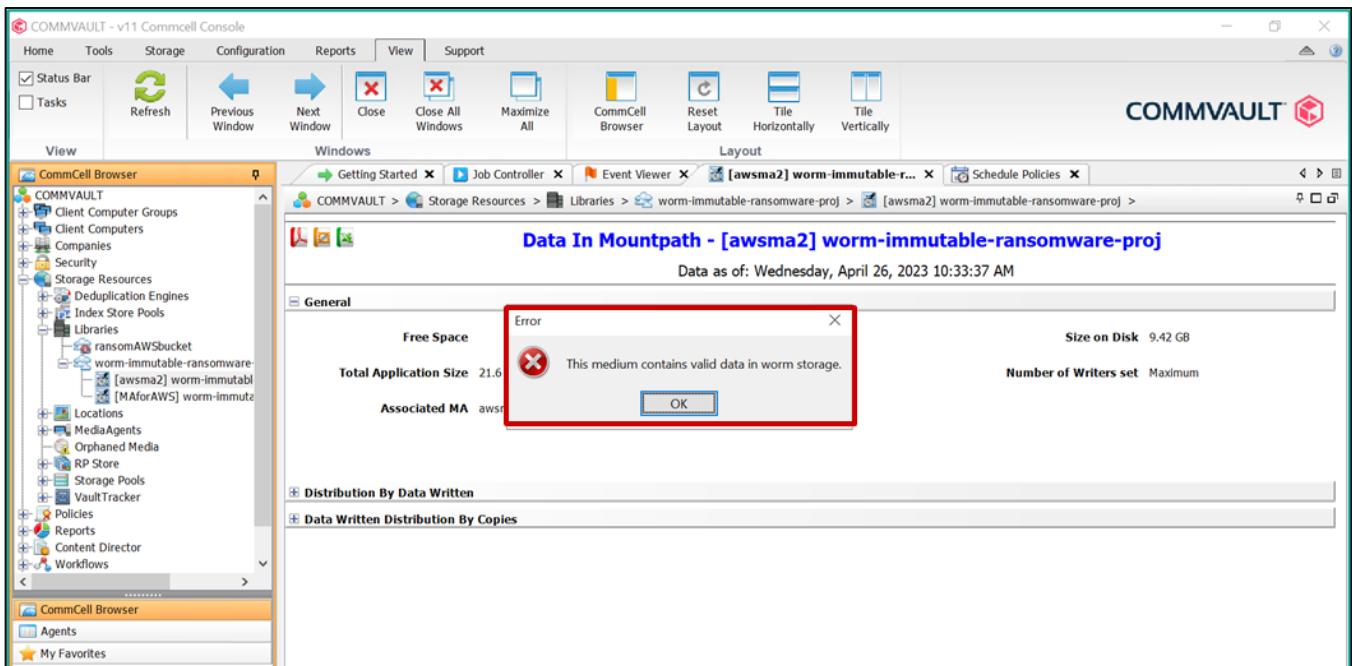 COMMVAULT - v11 Commcell Console
Home Tools Storage Configuration Reports View Support
Status Bar
Tasks
Refresh
Previous Window
Next Window
Close
Close All Windows
Maximize All
CommCell Browser
Reset Layout
Tile Horizontally
Tile Vertically
COMMVAULT
View
Windows
Layout
CommCell Browser
Getting Started
Job Controller
Event Viewer
[awsma2] worm-immutable-r...
Schedule Policies
COMMVAULT > Storage Resources > Libraries > worm-immutable-ransomware-proj > [awsma2] worm-immutable-ransomware-proj >
COMMVAULT
Client Computer Groups
Client Computers
Companies
Security
Storage Resources
Deduplication Engines
Index Store Pools
Libraries
ransomAWSbucket
worm-immutable-ransomware-
[awsma2] worm-immutabl
[MAforAWS] worm-immuta
Locations
MediaAgents
Orphaned Media
RP Store
Storage Pools
VaultTracker
Policies
Reports
Content Director
Workflows
CommCell Browser
Agents
My Favorites
Data In Mountpath - [awsma2] worm-immutable-ransomware-proj
Data as of: Wednesday, April 26, 2023 10:33:37 AM
General
Free Space
Size on Disk 9.42 GB
Total Application Size 21.6
Number of Writers set Maximum
Associated MA
Error
This medium contains valid data in worm storage.
OK
Distribution By Data Written
Data Written Distribution By Copies